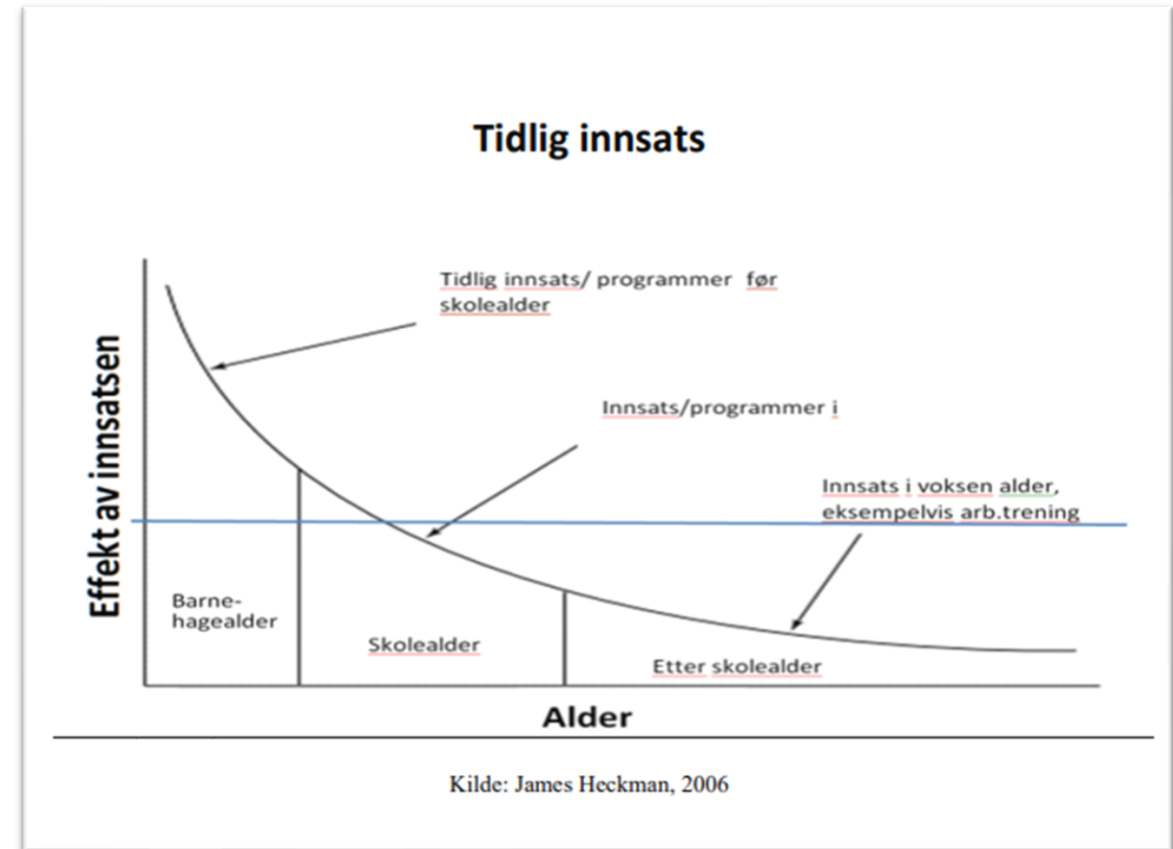 Tidlig innsats
Tidlig innsats/ programmer før
skolealder
Innsats/programmer i
Innsats i voksen alder,
eksempelvis arb.trening
Effekt av innsatsen
Barne-
hagealder
Skolealder
Etter skolealder
Alder
Kilde: James Heckman, 2006